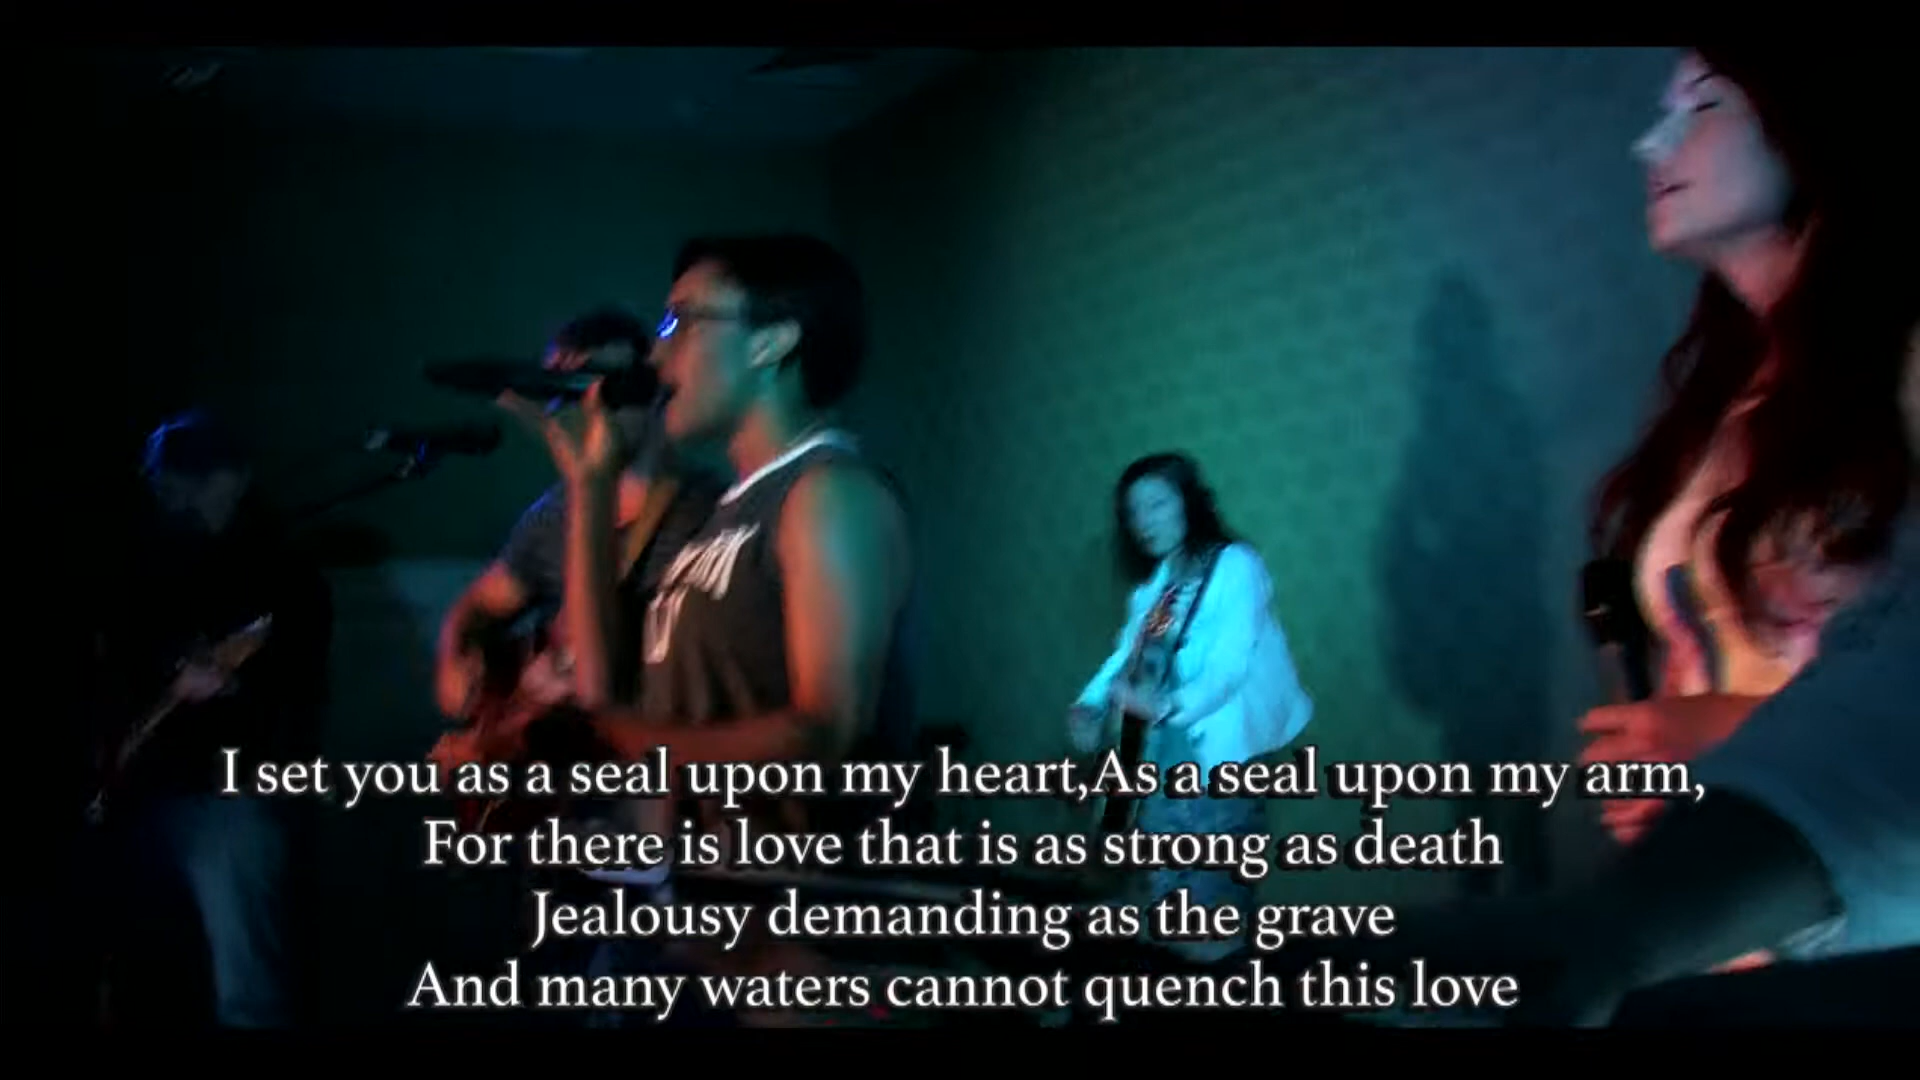 I set you as a seal upon my heart,As a seal upon my arm,
For there is love that is as strong as death
Jealousy demanding as the grave
And many waters cannot quench this love